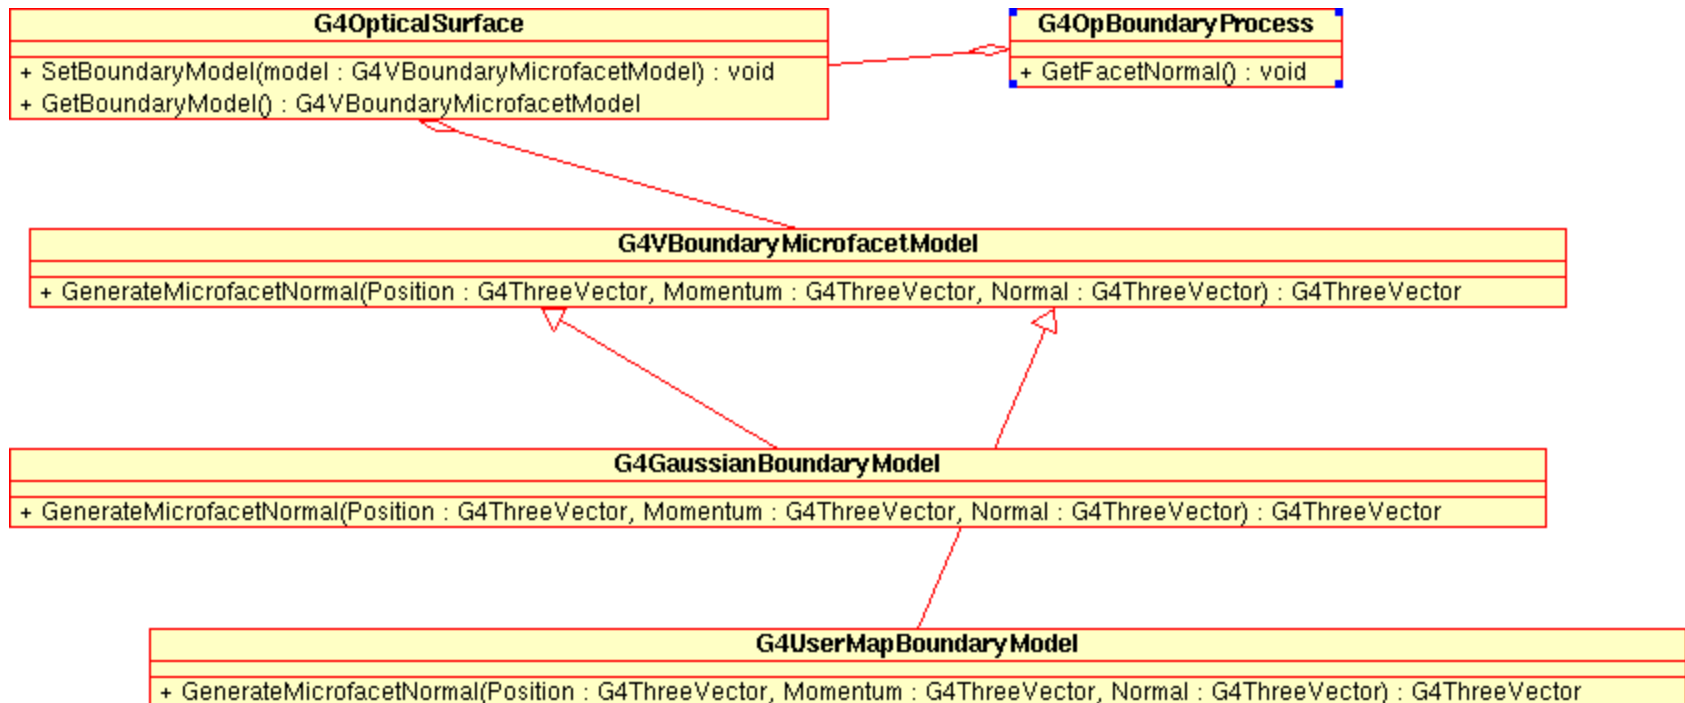 G4OpticalSurface
+ SetBoundaryModel(model : G4VBoundaryMicrofacetModel) : void
+ GetBoundaryModel() : G4VBoundaryMicrofacetModel
G4OpBoundaryProcess
+ GetFacetNormal() : void
G4VBoundaryMicrofacetModel
+ GenerateMicrofacetNormal(Position : G4ThreeVector, Momentum : G4ThreeVector, Normal : G4ThreeVector) : G4ThreeVector
G4GaussianBoundaryModel
+ GenerateMicrofacetNormal(Position : G4ThreeVector, Momentum : G4ThreeVector, Normal : G4ThreeVector) : G4ThreeVector
G4UserMapBoundaryModel
+ GenerateMicrofacetNormal(Position : G4ThreeVector, Momentum : G4ThreeVector, Normal : G4ThreeVector) : G4ThreeVector